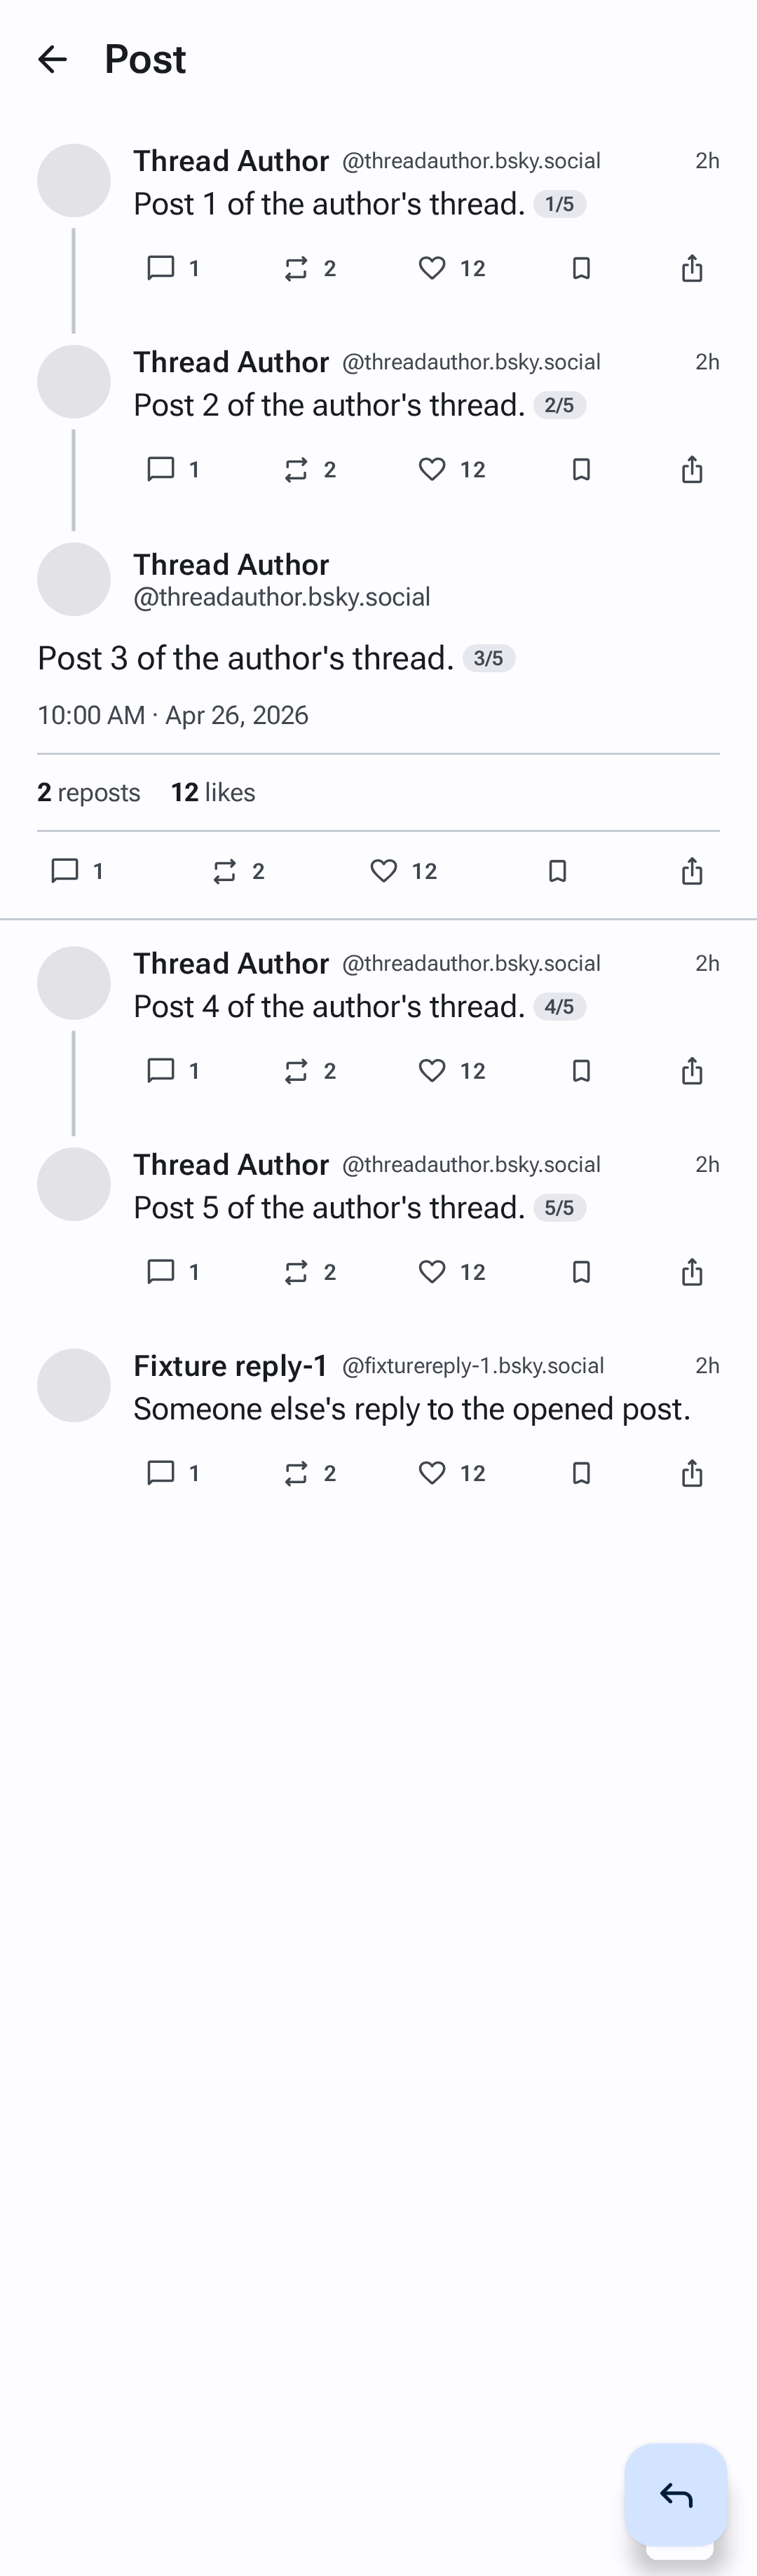 Post
Thread Author @threadauthor.bsky.social 2h
Post 1 of the author's thread. 1/5
1 2 12
Thread Author @threadauthor.bsky.social 2h
Post 2 of the author's thread. 2/5
1 2 12
Thread Author
@threadauthor.bsky.social
Post 3 of the author's thread. 3/5
10:00 AM · Apr 26, 2026
2 reposts 12 likes
1 2 12
Thread Author @threadauthor.bsky.social 2h
Post 4 of the author's thread. 4/5
1 2 12
Thread Author @threadauthor.bsky.social 2h
Post 5 of the author's thread. 5/5
1 2 12
Fixture reply-1 @fixturereply-1.bsky.social 2h
Someone else's reply to the opened post.
1 2 12